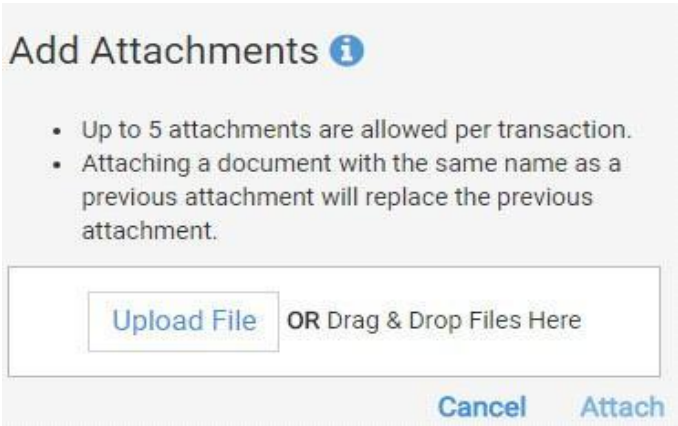 Add Attachments
• Up to 5 attachments are allowed per transaction.
• Attaching a document with the same name as a
previous attachment will replace the previous
attachment.
Upload File OR Drag & Drop Files Here
Cancel Attach